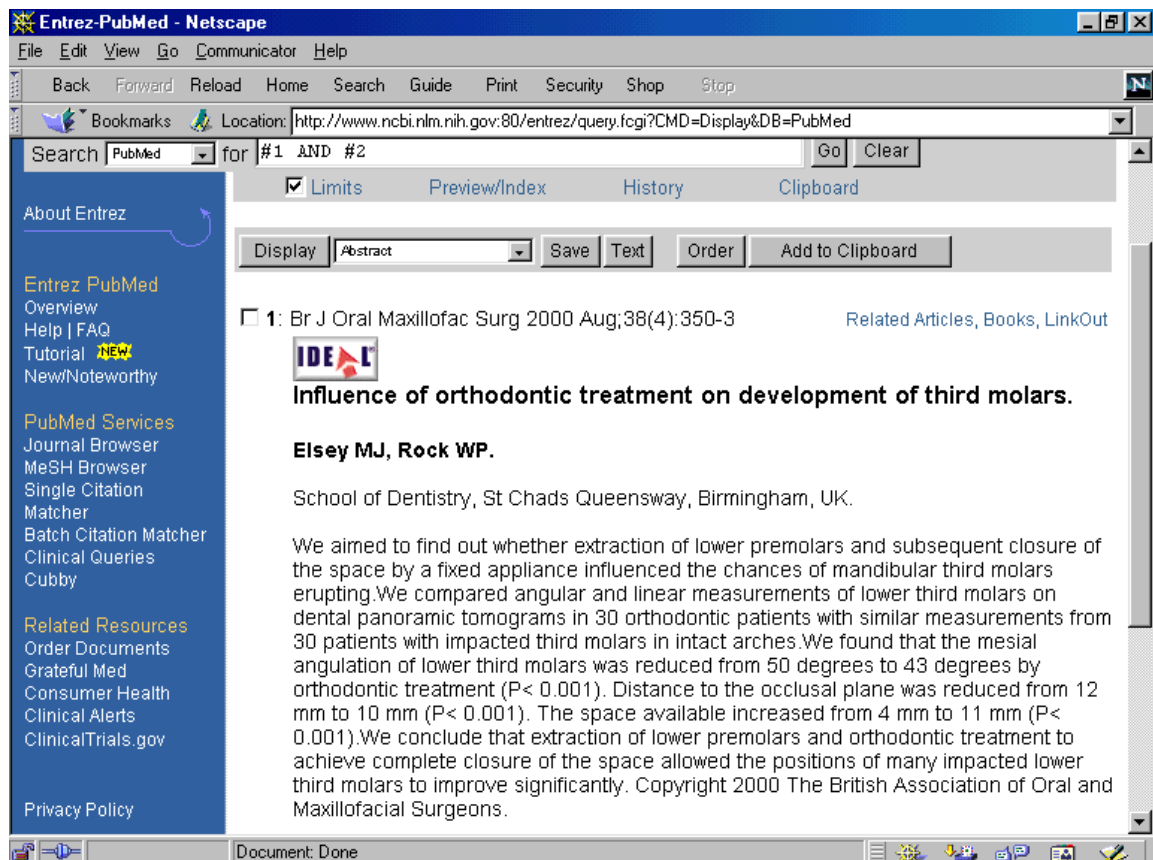 Entrez-PubMed - Netscape
File Edit View Go Communicator Help
Back Forward Reload Home Search Guide Print Security Shop Stop
N
Bookmarks Location: http://www.ncbi.nlm.nih.gov:80/entrez/query.fcgi?CMD=Display&DB=PubMed
Search PubMed for #1 AND #2 Go Clear
Limits Preview/Index History Clipboard
About Entrez
Display Abstract Save Text Order Add to Clipboard
Entrez PubMed
Overview
Help | FAQ
Tutorial NEW
New/Noteworthy
PubMed Services
Journal Browser
MeSH Browser
Single Citation
Matcher
Batch Citation Matcher
Clinical Queries
Cubby
Related Resources
Order Documents
Grateful Med
Consumer Health
Clinical Alerts
ClinicalTrials.gov
Privacy Policy
1: Br J Oral Maxillofac Surg 2000 Aug;38(4):350-3 Related Articles, Books, LinkOut
IDEAL
Influence of orthodontic treatment on development of third molars.
Elsey MJ, Rock WP.
School of Dentistry, St Chads Queensway, Birmingham, UK.
We aimed to find out whether extraction of lower premolars and subsequent closure of
the space by a fixed appliance influenced the chances of mandibular third molars
erupting.We compared angular and linear measurements of lower third molars on
dental panoramic tomograms in 30 orthodontic patients with similar measurements from
30 patients with impacted third molars in intact arches.We found that the mesial
angulation of lower third molars was reduced from 50 degrees to 43 degrees by
orthodontic treatment (P< 0.001). Distance to the occlusal plane was reduced from 12
mm to 10 mm (P< 0.001). The space available increased from 4 mm to 11 mm (P<
0.001).We conclude that extraction of lower premolars and orthodontic treatment to
achieve complete closure of the space allowed the positions of many impacted lower
third molars to improve significantly. Copyright 2000 The British Association of Oral and
Maxillofacial Surgeons.
Document: Done